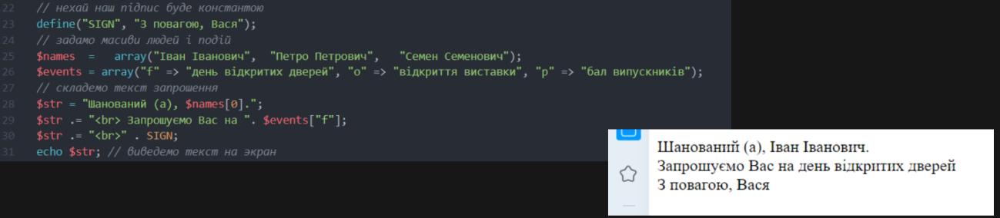 22 // нехай наш підпис буде константою
23 define("SIGN", "З повагою, Вася");
24 // задамо масиви людей і подій
25 $names = array("Іван Іванович", "Петро Петрович", "Семен Семенович");
26 $events = array("f" => "день відкритих дверей", "o" => "відкриття виставки", "p" => "бал випускників");
27 // складемо текст запрошення
28 $str = "Шанований (а), $names[0].";
29 $str .= "<br> Запрошуємо Вас на ". $events["f"];
30 $str .= "<br>" . SIGN;
31 echo $str; // виведемо текст на экран
Шанований (а), Іван Іванович.
Запрошуємо Вас на день відкритих дверей
З повагою, Вася